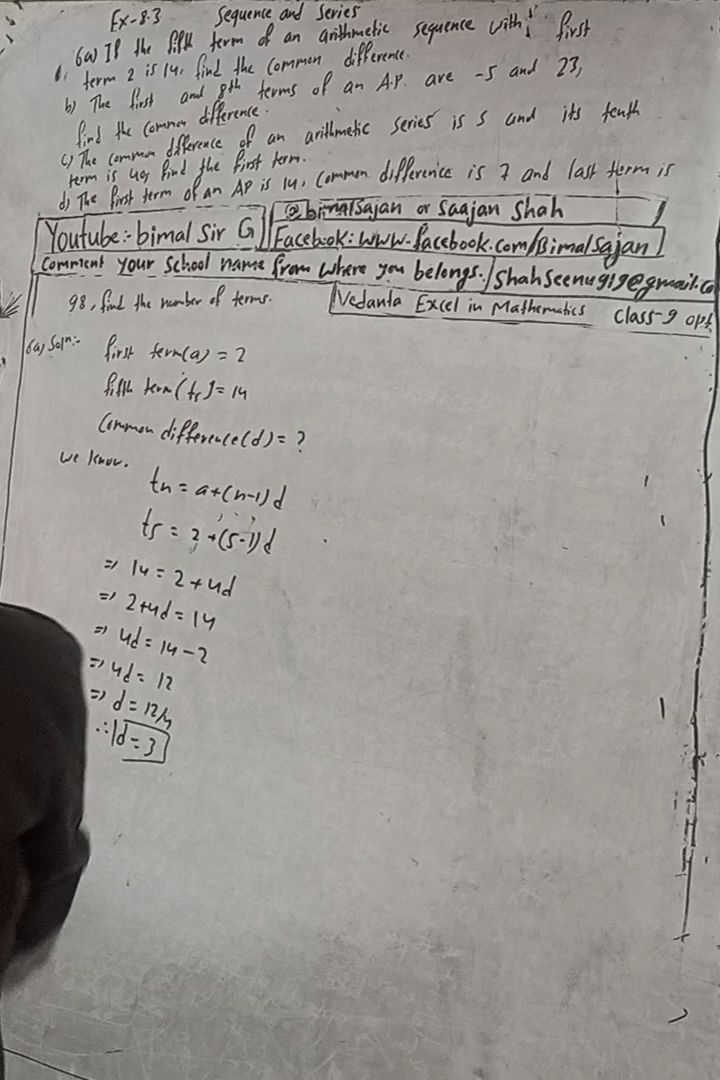 Ex-8.3 Sequence and Series
6a) If the fifth term of an arithmetic sequence with first
term 2 is 14, find the common difference.
b) The first and 8th terms of an A.P. are -5 and 23,
find the common difference.
c) The common dfference of an arithmetic series is 5 and its tenth
term is 40, find the first term.
d) The first term of an AP is 14, common difference is 7 and last term is
Youtube:- bimal Sir G
@bimalsajan or Saajan Shah
Facebook: www.facebook.com/Bimalsajan
Comment your School name from where you belongs.
Shahseenu919@gmail.co
98, find the number of terms.
Vedanta Excel in Mathematics Class-9 opt
6a) Soln:-
first term(a) = 2
fifth term (t5) = 14
Common difference(d) = ?
we know.
tn = a+(n-1)d
t5 = 2+(5-1)d
=> 14 = 2+4d
=> 2+4d = 14
=> 4d = 14-2
=> 4d = 12
=> d = 12/4
∴ d = 3